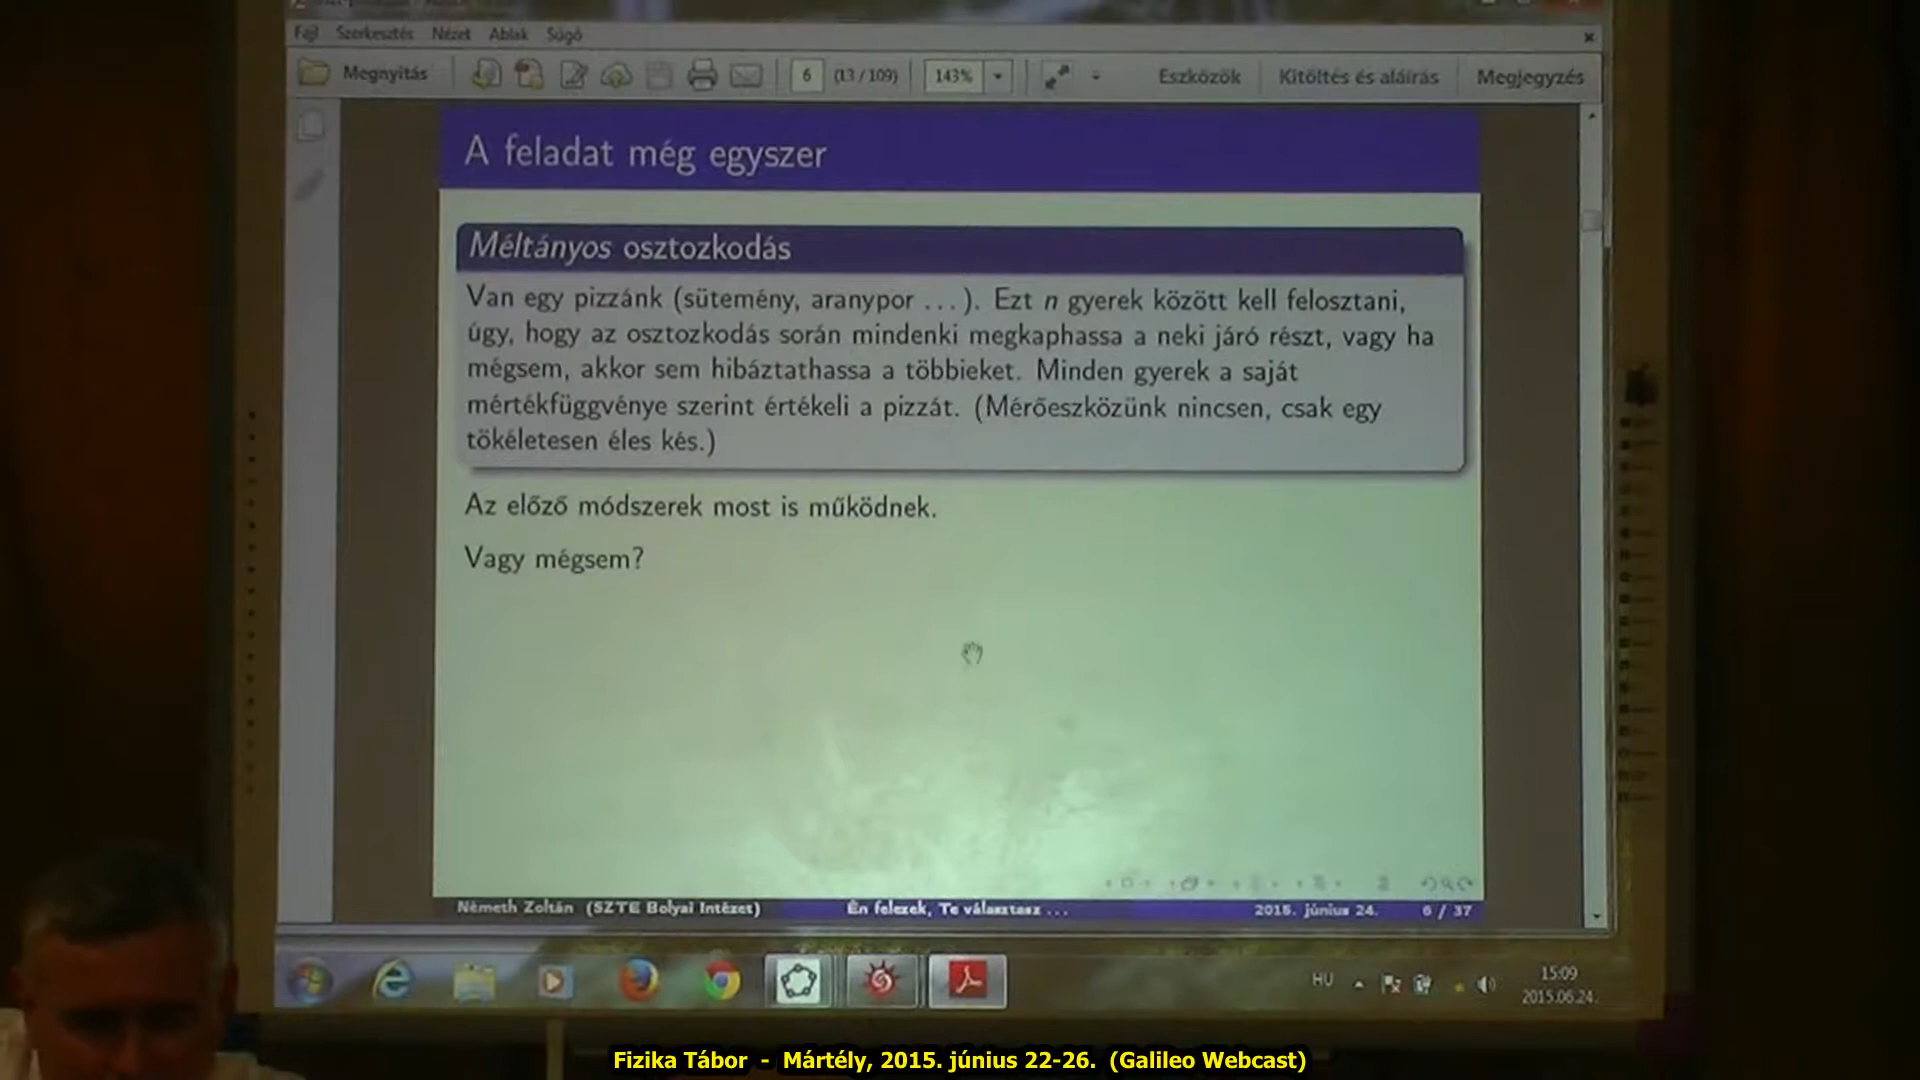 Fájl Szerkesztés Nézet Ablak Súgó
Megnyitás 6 (13 / 109) 143% Eszközök Kitöltés és aláírás Megjegyzés
A feladat még egyszer
Méltányos osztozkodás
Van egy pizzánk (sütemény, aranypor ... ). Ezt n gyerek között kell felosztani,
úgy, hogy az osztozkodás során mindenki megkaphassa a neki járó részt, vagy ha
mégsem, akkor sem hibáztathassa a többieket. Minden gyerek a saját
mértékfüggvénye szerint értékeli a pizzát. (Mérőeszközünk nincsen, csak egy
tökéletesen éles kés.)
Az előző módszerek most is működnek.
Vagy mégsem?
Németh Zoltán (SZTE Bolyai Intézet) Én felezek, Te választasz ... 2015. június 24. 6 / 37
HU 15:09
2015.06.24.
Fizika Tábor - Mártély, 2015. június 22-26. (Galileo Webcast)